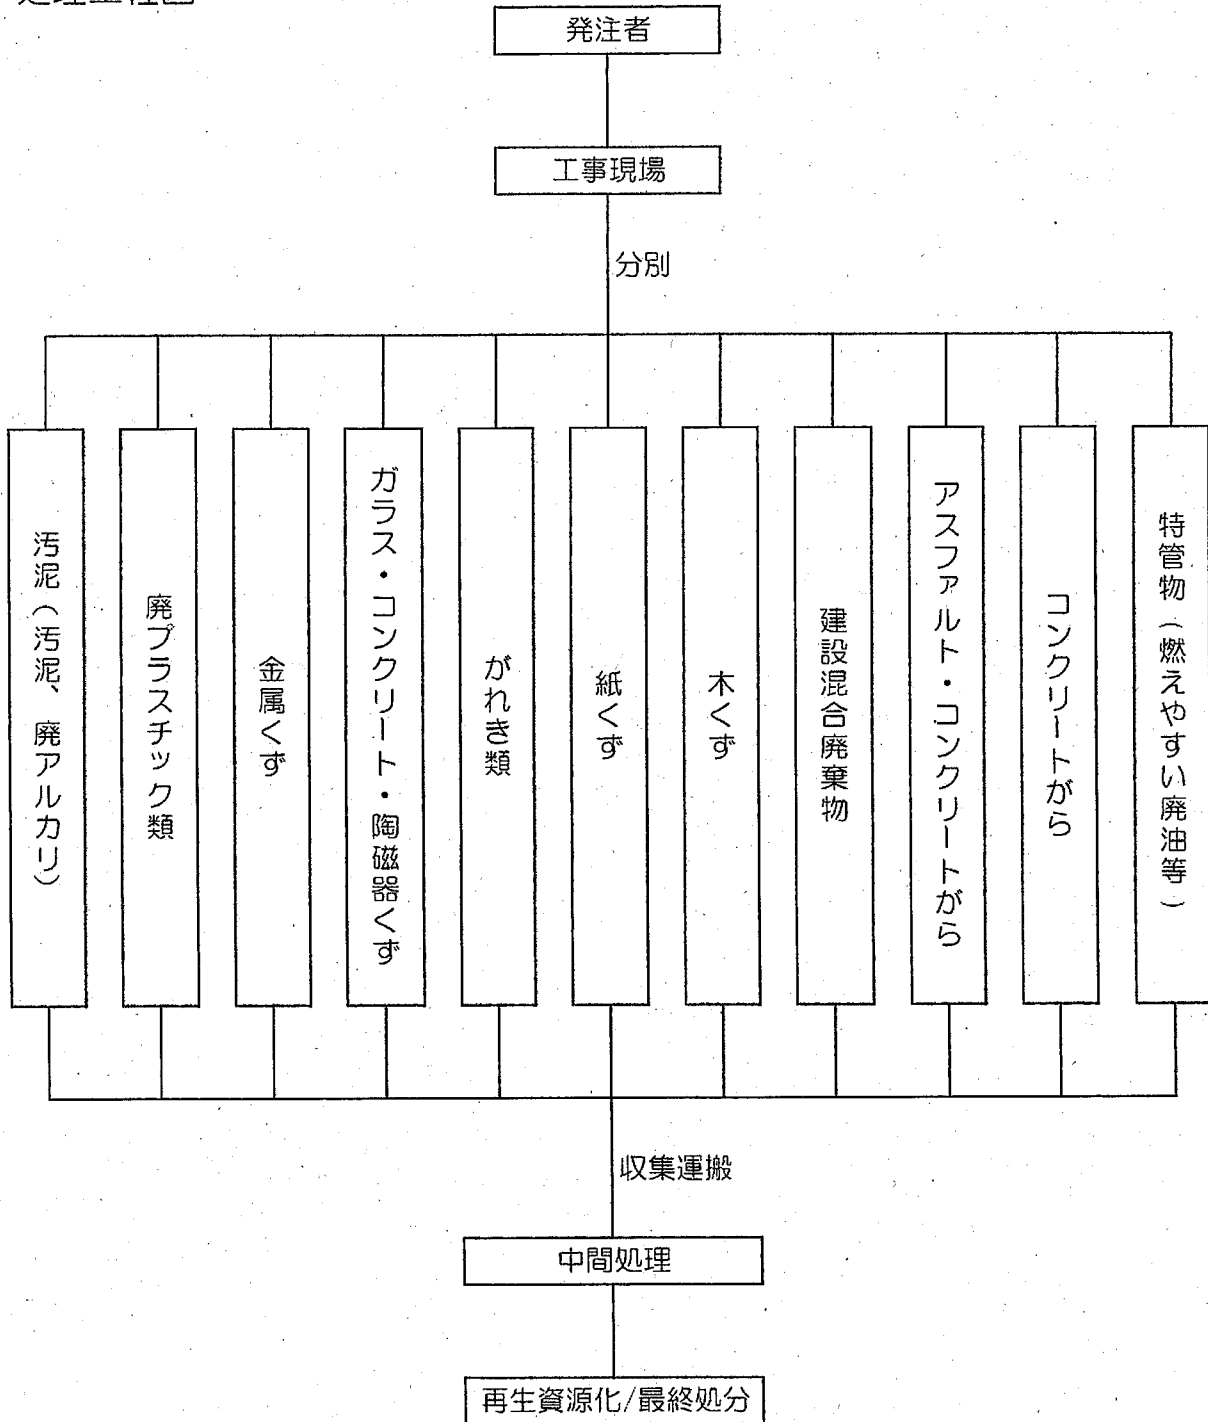 発注者
工事現場
分別
汚泥（汚泥、廃アルカリ）
廃プラスチック類
金属くず
ガラス・コンクリート・陶磁器くず
がれき類
紙くず
木くず
建設混合廃棄物
アスファルト・コンクリートがら
コンクリートがら
特管物（燃えやすい廃油等）
収集運搬
中間処理
再生資源化/最終処分